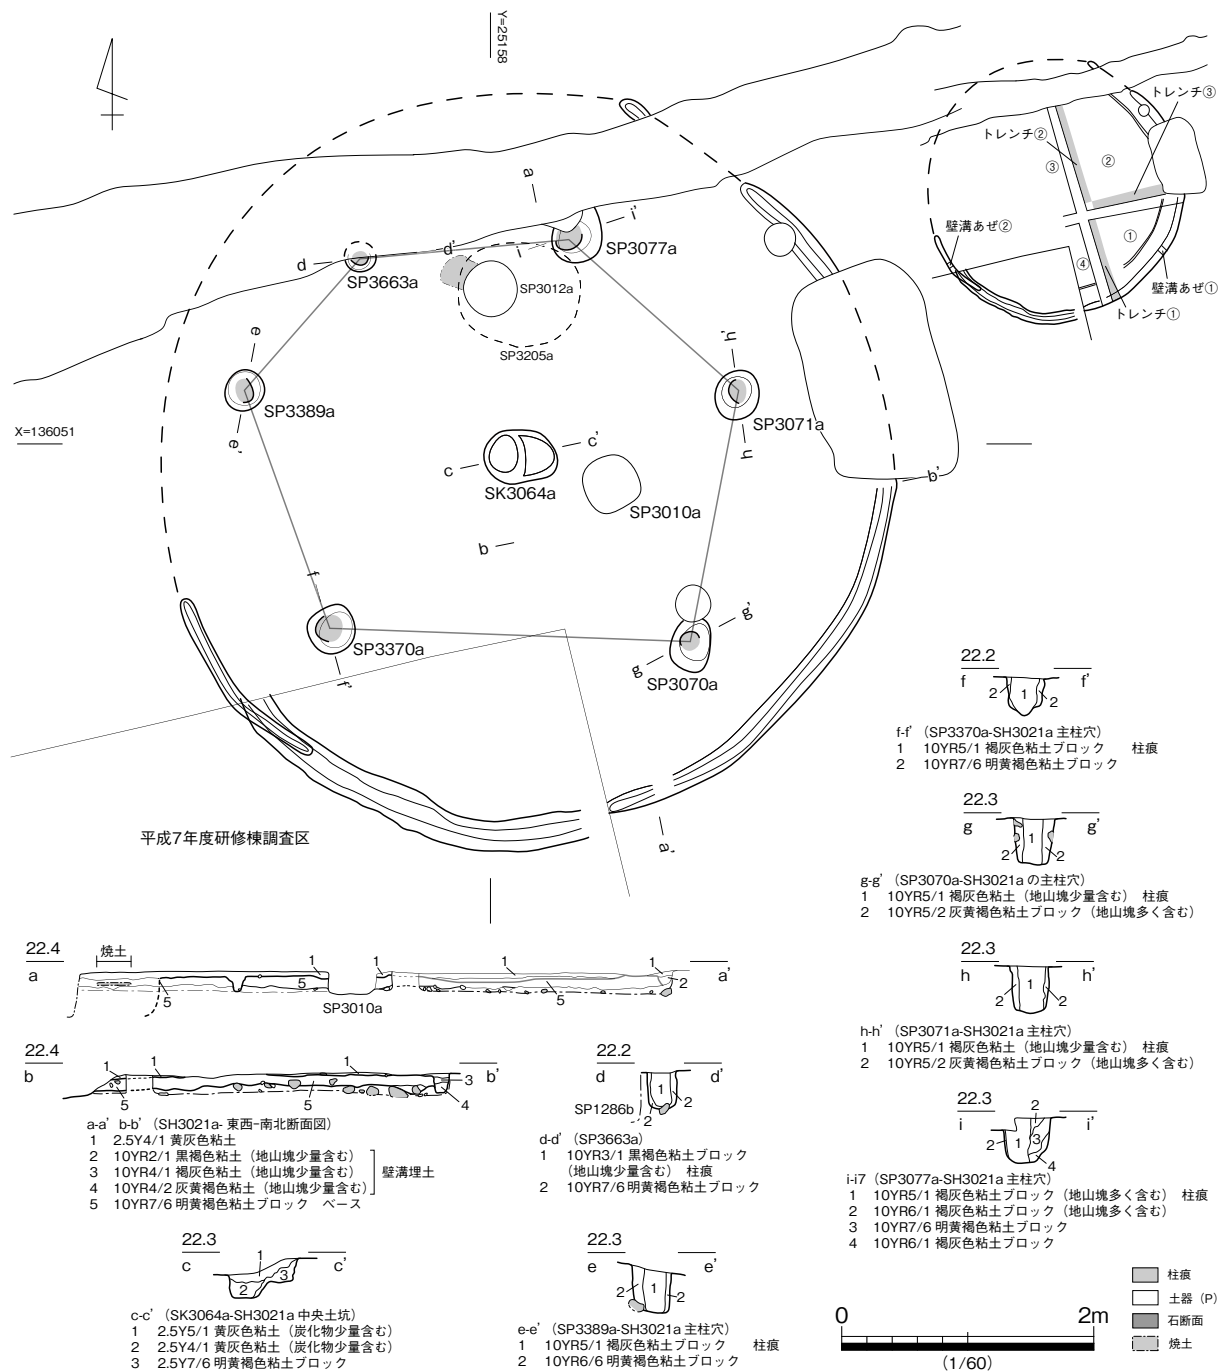 Y=25158
トレンチ③
トレンチ②
③
②
①
④
壁溝あぜ②
壁溝あぜ①
トレンチ①
a
i'
SP3077a
d
d'
i
SP3663a
SP3012a
SP3205a
e
SP3389a
e'
h'
SP3071a
h
X=136051
c
c'
SK3064a
SP3010a
b'
b
f
SP3370a
f'
g'
g
SP3070a
a'
平成7年度研修棟調査区
22.2
f
f'
2
1
2
f-f' (SP3370a-SH3021a 主柱穴)
1 10YR5/1 褐灰色粘土ブロック 柱痕
2 10YR7/6 明黄褐色粘土ブロック
22.3
g
g'
1
2
2
g-g' (SP3070a-SH3021a の主柱穴)
1 10YR5/1 褐灰色粘土(地山塊少量含む) 柱痕
2 10YR5/2 灰黄褐色粘土ブロック(地山塊多く含む)
22.3
h
h'
1
2
2
h-h' (SP3071a-SH3021a 主柱穴)
1 10YR5/1 褐灰色粘土(地山塊少量含む) 柱痕
2 10YR5/2 灰黄褐色粘土ブロック(地山塊多く含む)
22.3
i
i'
2
2
1
3
4
i-i7 (SP3077a-SH3021a 主柱穴)
1 10YR5/1 褐灰色粘土ブロック(地山塊多く含む) 柱痕
2 10YR6/1 褐灰色粘土ブロック(地山塊多く含む)
3 10YR7/6 明黄褐色粘土ブロック
4 10YR6/1 褐灰色粘土ブロック
22.4
焼土
a
a'
1
1
1
1
5
5
5
2
SP3010a
22.4
b
b'
1
1
1
3
4
5
5
a-a' b-b' (SH3021a- 東西-南北断面図)
1 2.5Y4/1 黄灰色粘土
2 10YR2/1 黒褐色粘土(地山塊少量含む)
3 10YR4/1 褐灰色粘土(地山塊少量含む)
4 10YR4/2 灰黄褐色粘土(地山塊少量含む)
壁溝埋土
5 10YR7/6 明黄褐色粘土ブロック ベース
22.2
d
d'
1
2
2
SP1286b
d-d' (SP3663a)
1 10YR3/1 黒褐色粘土ブロック
(地山塊少量含む) 柱痕
2 10YR7/6 明黄褐色粘土ブロック
22.3
c
c'
1
2
3
c-c' (SK3064a-SH3021a 中央土坑)
1 2.5Y5/1 黄灰色粘土(炭化物少量含む)
2 2.5Y4/1 黄灰色粘土(炭化物少量含む)
3 2.5Y7/6 明黄褐色粘土ブロック
22.3
e
e'
2
1
2
e-e' (SP3389a-SH3021a 主柱穴)
1 10YR5/1 褐灰色粘土ブロック 柱痕
2 10YR6/6 明黄褐色粘土ブロック
柱痕
土器(P)
石断面
焼土
0
2m
(1/60)